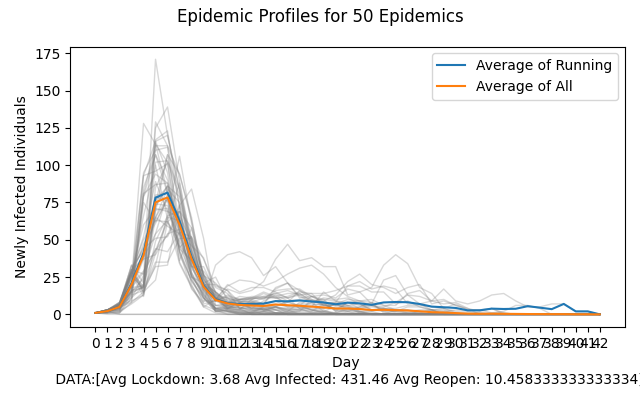 Epidemic Profiles for 50 Epidemics
Average of Running
Average of All
Newly Infected Individuals
175
150
125
100
75
50
25
0
0 1 2 3 4 5 6 7 8 9 10 11 12 13 14 15 16 17 18 19 20 21 22 23 24 25 26 27 28 29 30 31 32 33 34 35 36 37 38 39 40 41 42
Day
DATA:[Avg Lockdown: 3.68 Avg Infected: 431.46 Avg Reopen: 10.458333333333334]